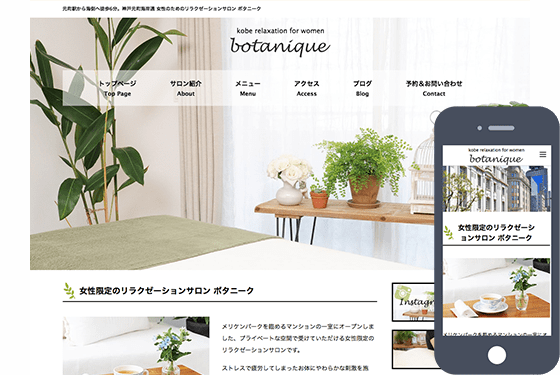 元町駅から海側へ徒歩6分。神戸元町海岸通 女性のためのリラクゼーションサロン ボタニーク
kobe relaxation for women
botanique
トップページ サロン紹介 メニュー アクセス ブログ 予約＆お問い合わせ
Top Page About Menu Access Blog Contact
女性限定のリラクゼーションサロン ボタニーク
メリケンパークを臨めるマンションの一室にオープンしま
した。プライベートな空間で受けていただける女性限定の
リラクゼーションサロンです。
ストレスで疲労してしまったお体にやわらかな刺激を施
Instag
kobe relaxation for women
botanique
女性限定のリラクゼーシ
ョンサロン ボタニーク
メリケンパークを臨めるマンションの一室に